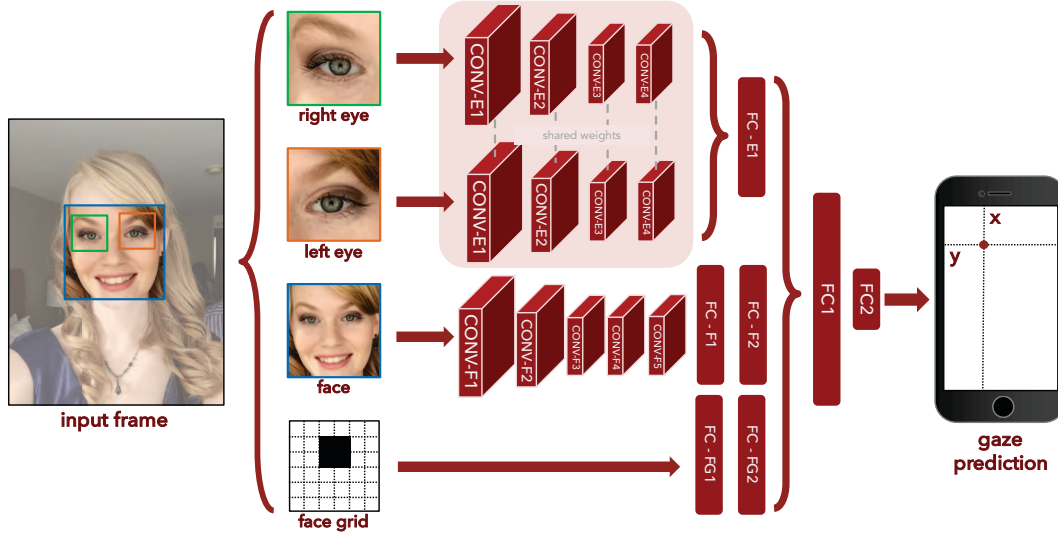 right eye
left eye
face
face grid
input frame
CONV-E1
CONV-E2
CONV-E3
CONV-E4
shared weights
CONV-E1
CONV-E2
CONV-E3
CONV-E4
CONV-F1
CONV-F2
CONV-F3
CONV-F4
CONV-F5
FC - E1
FC - F1
FC - F2
FC - FG1
FC - FG2
FC1
FC2
x
y
gaze
prediction